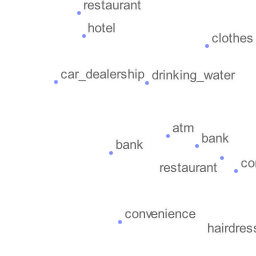 restaurant
hotel
clothes
car_dealership
drinking_water
atm
bank
bank
restaurant
convenience